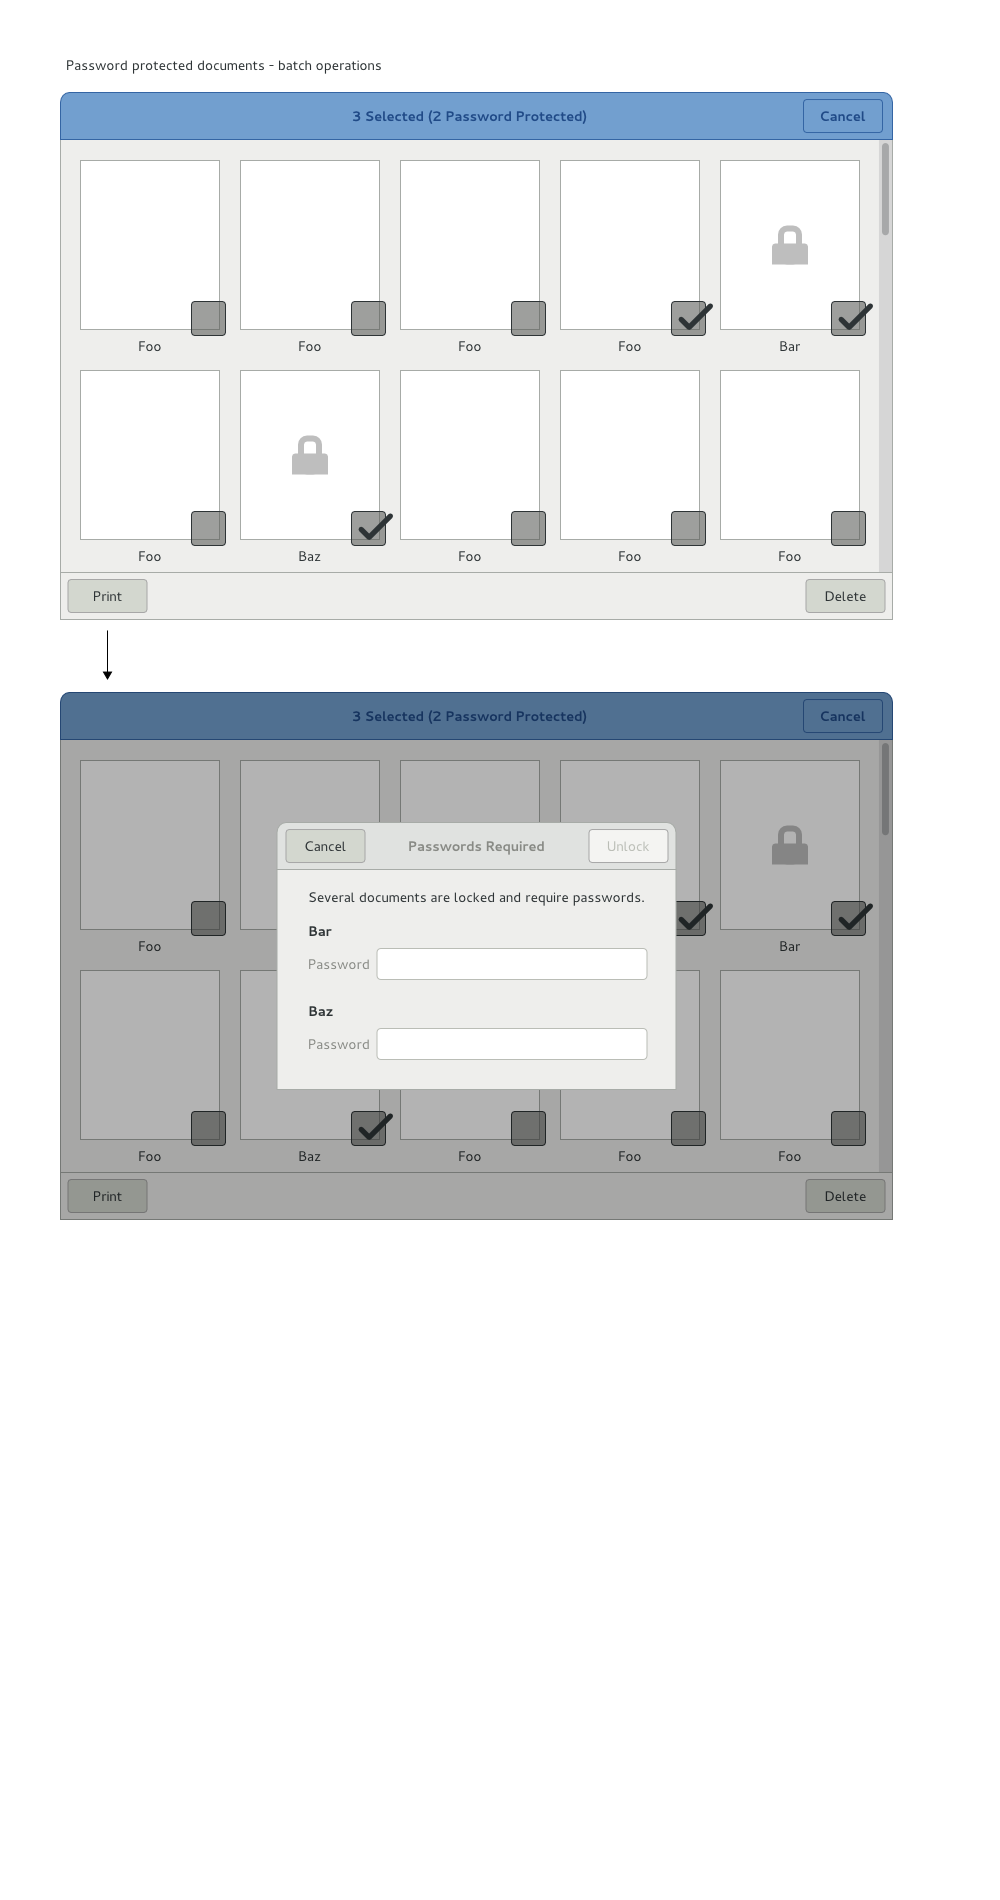 Password protected documents - batch operations
3 Selected (2 Password Protected)
Cancel
Foo
Foo
Foo
Foo
Bar
Foo
Baz
Foo
Foo
Foo
Print
Delete
3 Selected (2 Password Protected)
Cancel
Cancel
Passwords Required
Unlock
Several documents are locked and require passwords.
Bar
Password
Baz
Password
Foo
Bar
Foo
Baz
Foo
Foo
Foo
Print
Delete